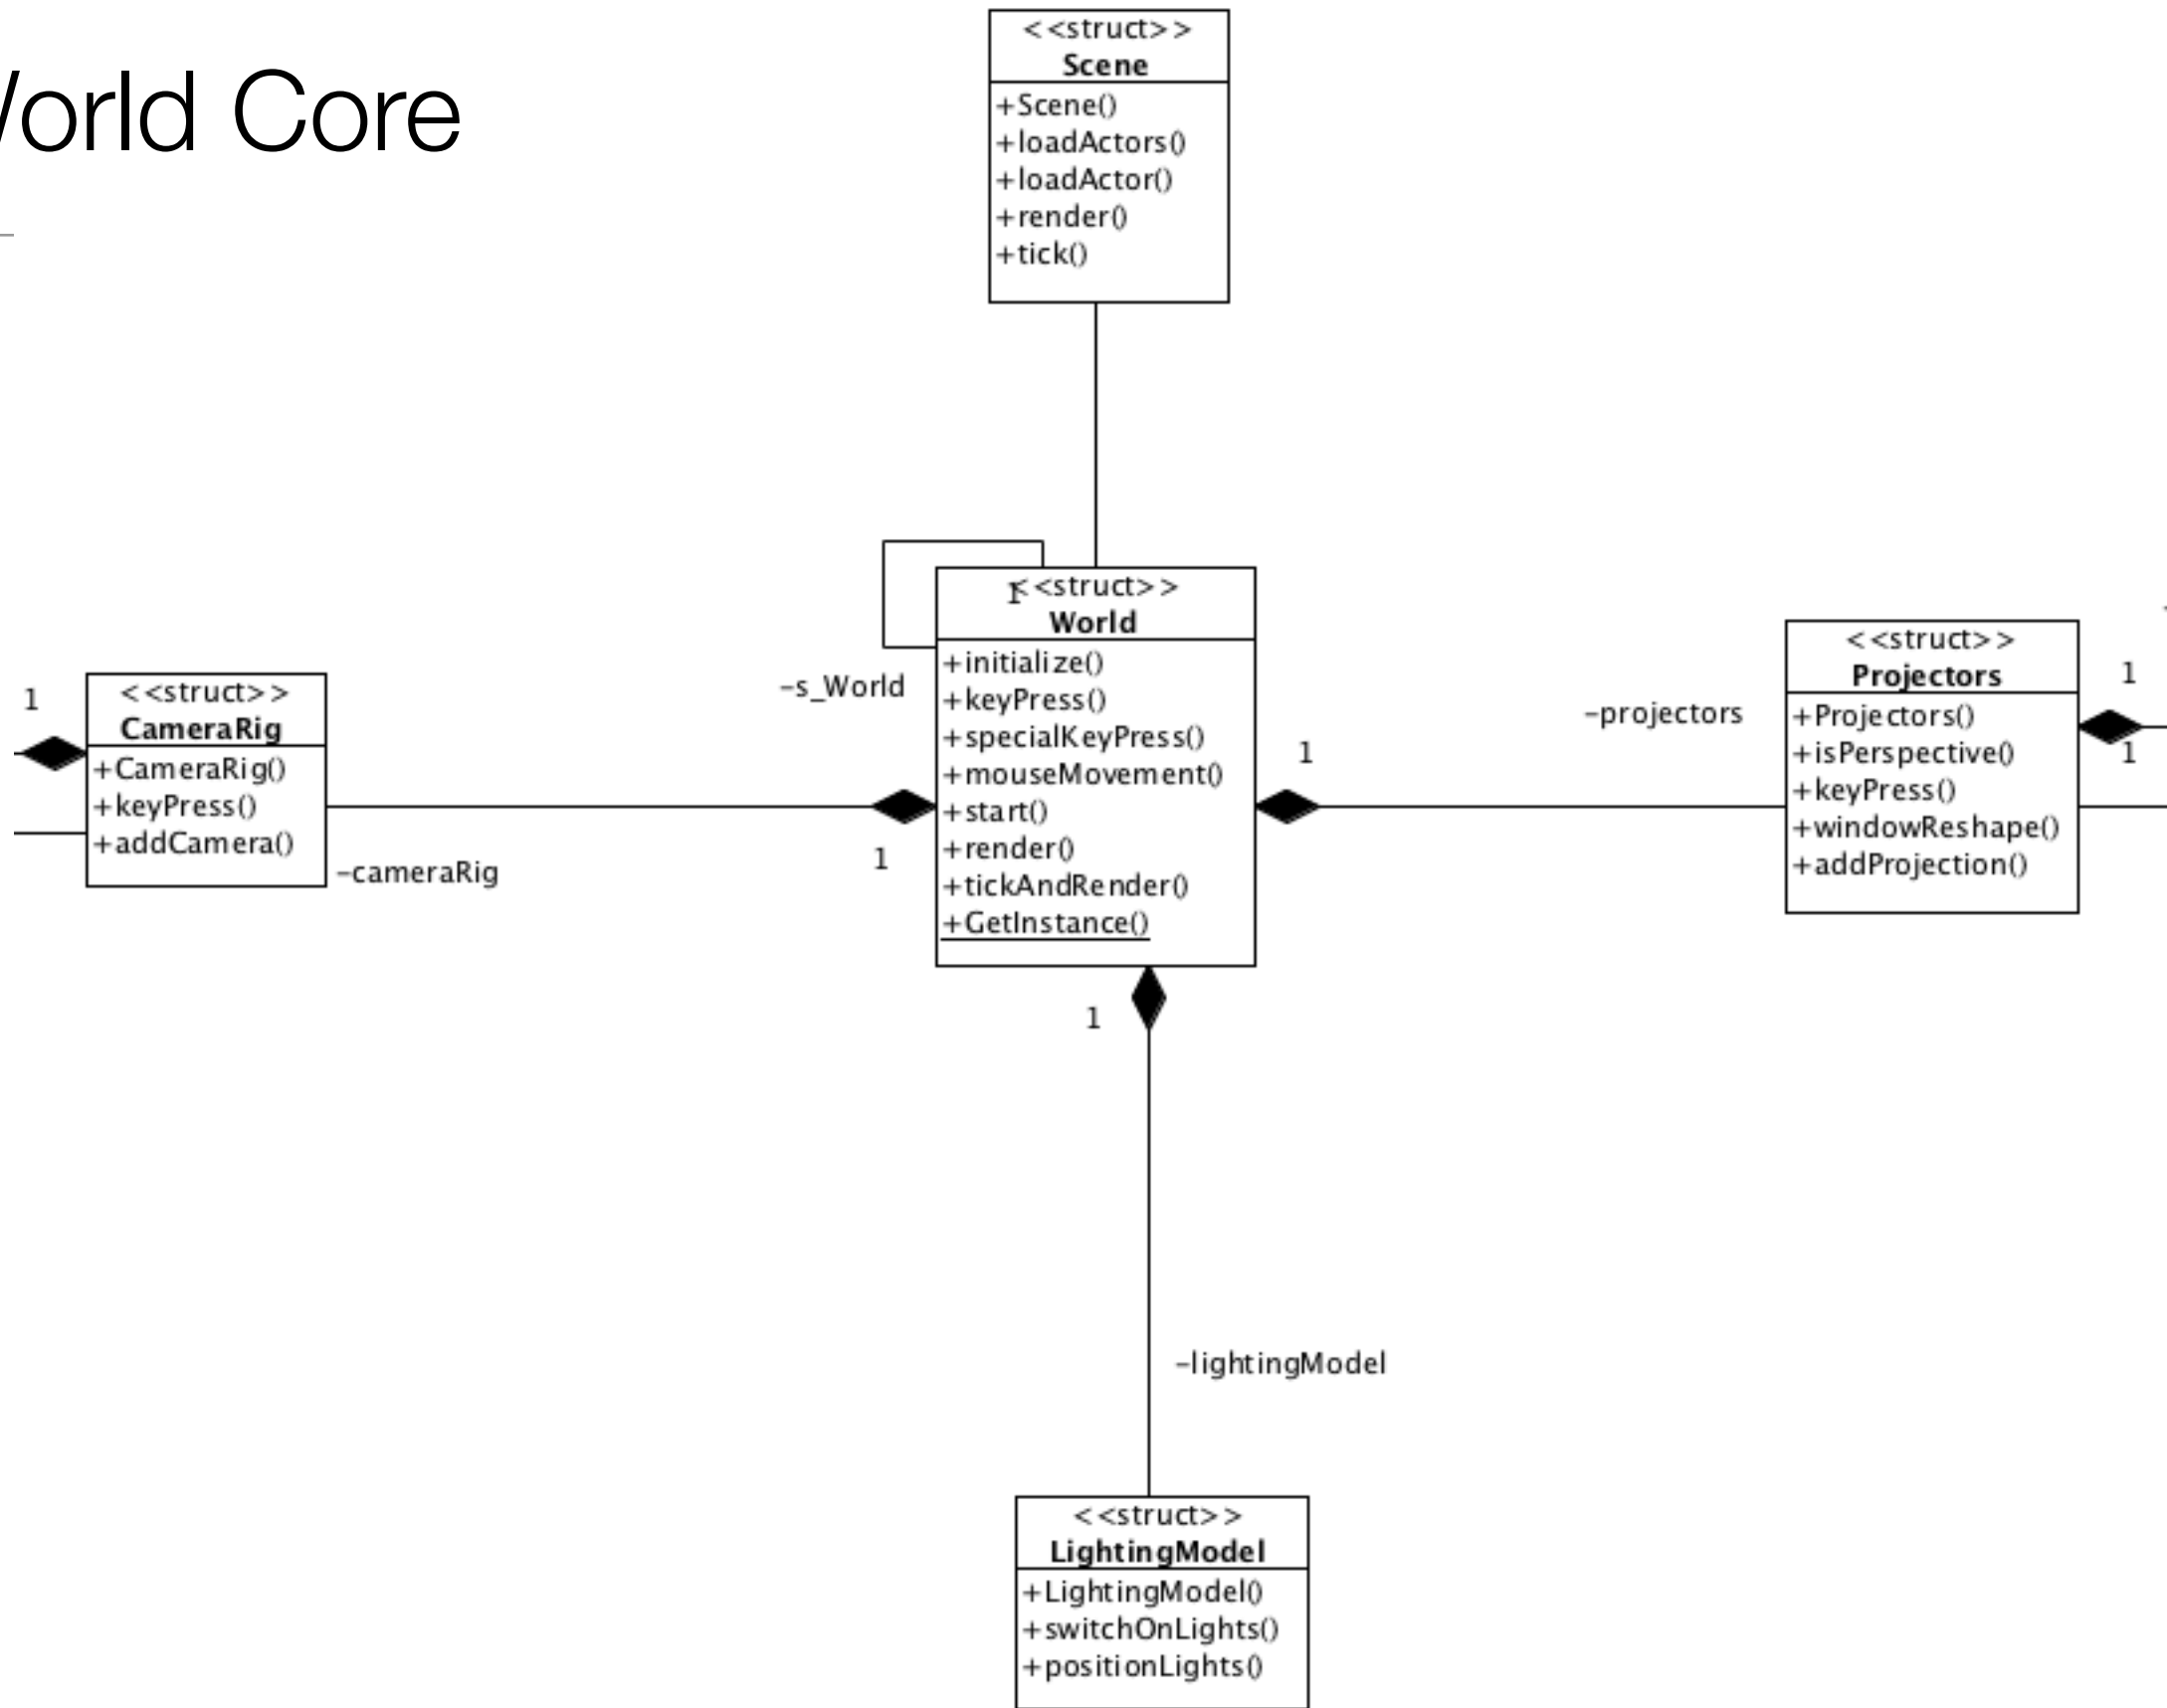 orld Core
<<struct>>
Scene
+Scene()
+loadActors()
+loadActor()
+render()
+tick()
1
<<struct>>
World
+initialize()
+keyPress()
+specialKeyPress()
+mouseMovement()
+start()
+render()
+tickAndRender()
+GetInstance()
-s_World
1
<<struct>>
CameraRig
+CameraRig()
+keyPress()
+addCamera()
-cameraRig
1
1
-projectors
<<struct>>
Projectors
+Projectors()
+isPerspective()
+keyPress()
+windowReshape()
+addProjection()
1
1
1
-lightingModel
<<struct>>
LightingModel
+LightingModel()
+switchOnLights()
+positionLights()